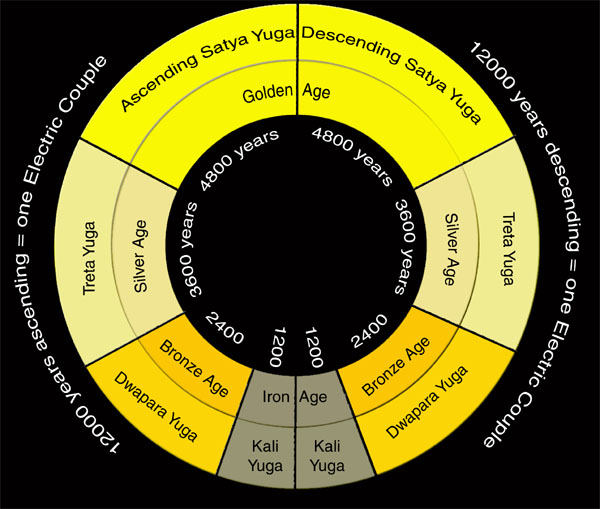 Ascending Satya Yuga
Descending Satya Yuga
Golden Age
4800 years
4800 years
12000 years ascending = one Electric Couple
12000 years descending = one Electric Couple
Treta Yuga
Silver Age
3600 years
3600 years
Silver Age
Treta Yuga
Dwapara Yuga
Bronze Age
2400
1200
1200
2400
Bronze Age
Dwapara Yuga
Iron Age
Kali
Yuga
Kali
Yuga